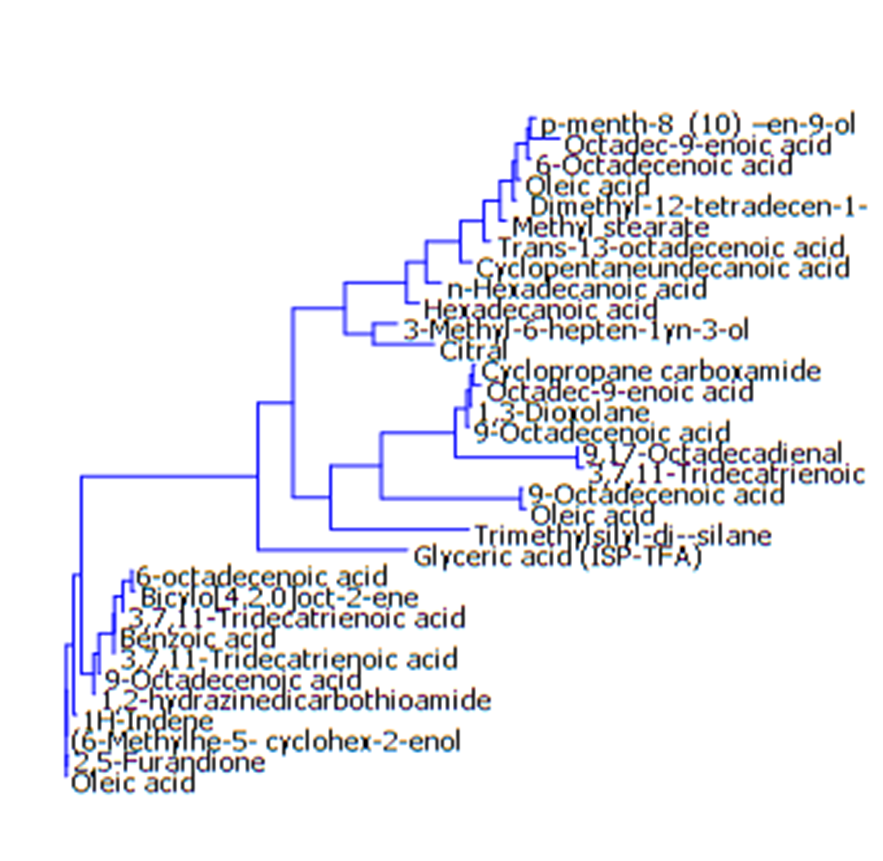 p-menth-8 (10) –en-9-ol
Octadec-9-enoic acid
6-Octadecenoic acid
Oleic acid
Dimethyl-12-tetradecen-1-
Methyl stearate
Trans-13-octadecenoic acid
Cyclopentaneundecanoic acid
n-Hexadecanoic acid
Hexadecanoic acid
3-Methyl-6-hepten-1yn-3-ol
Citral
Cyclopropane carboxamide
Octadec-9-enoic acid
1,3-Dioxolane
9-Octadecenoic acid
9,17-Octadecadienal
3,7,11-Tridecatrienoic
9-Octadecenoic acid
Oleic acid
Trimethylsilyl-di--silane
Glyceric acid (ISP-TFA)
6-octadecenoic acid
Bicylo[4.2.0]oct-2-ene
3,7,11-Tridecatrienoic acid
Benzoic acid
3,7,11-Tridecatrienoic acid
9-Octadecenoic acid
1,2-hydrazinedicarbothioamide
1H-Indene
(6-Methylhe-5- cyclohex-2-enol
2,5-Furandione
Oleic acid